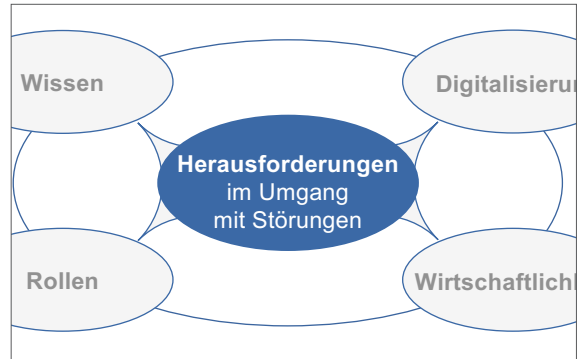 Wissen
Digitalisieru
Herausforderungen
im Umgang
mit Störungen
Rollen
Wirtschaftlich